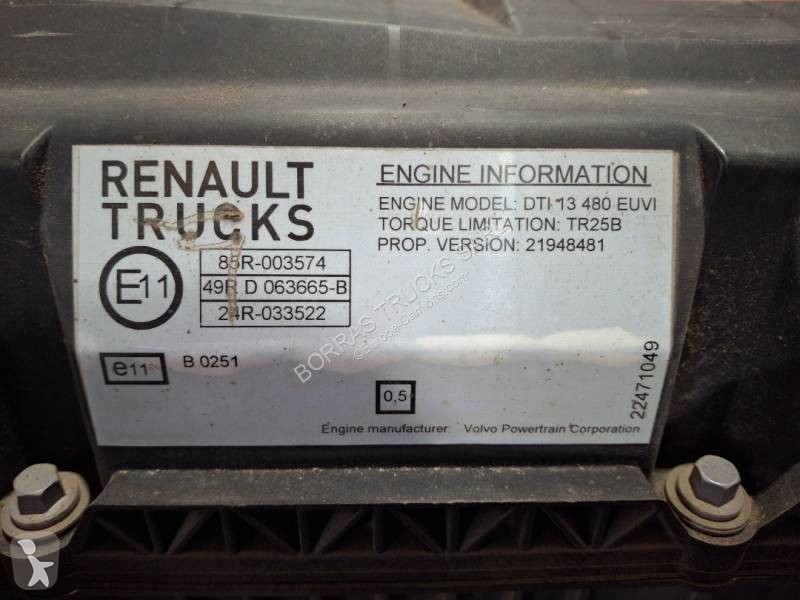 RENAULT
TRUCKS
ENGINE INFORMATION
ENGINE MODEL: DTI 13 480 EUVI
TORQUE LIMITATION: TR25B
PROP. VERSION: 21948481
E11
85R-003574
49R D 063665-B
24R-033522
e11
B 0251
0,5
22471049
Engine manufacturer: Volvo Powertrain Corporation
BORRAS TRUCKS